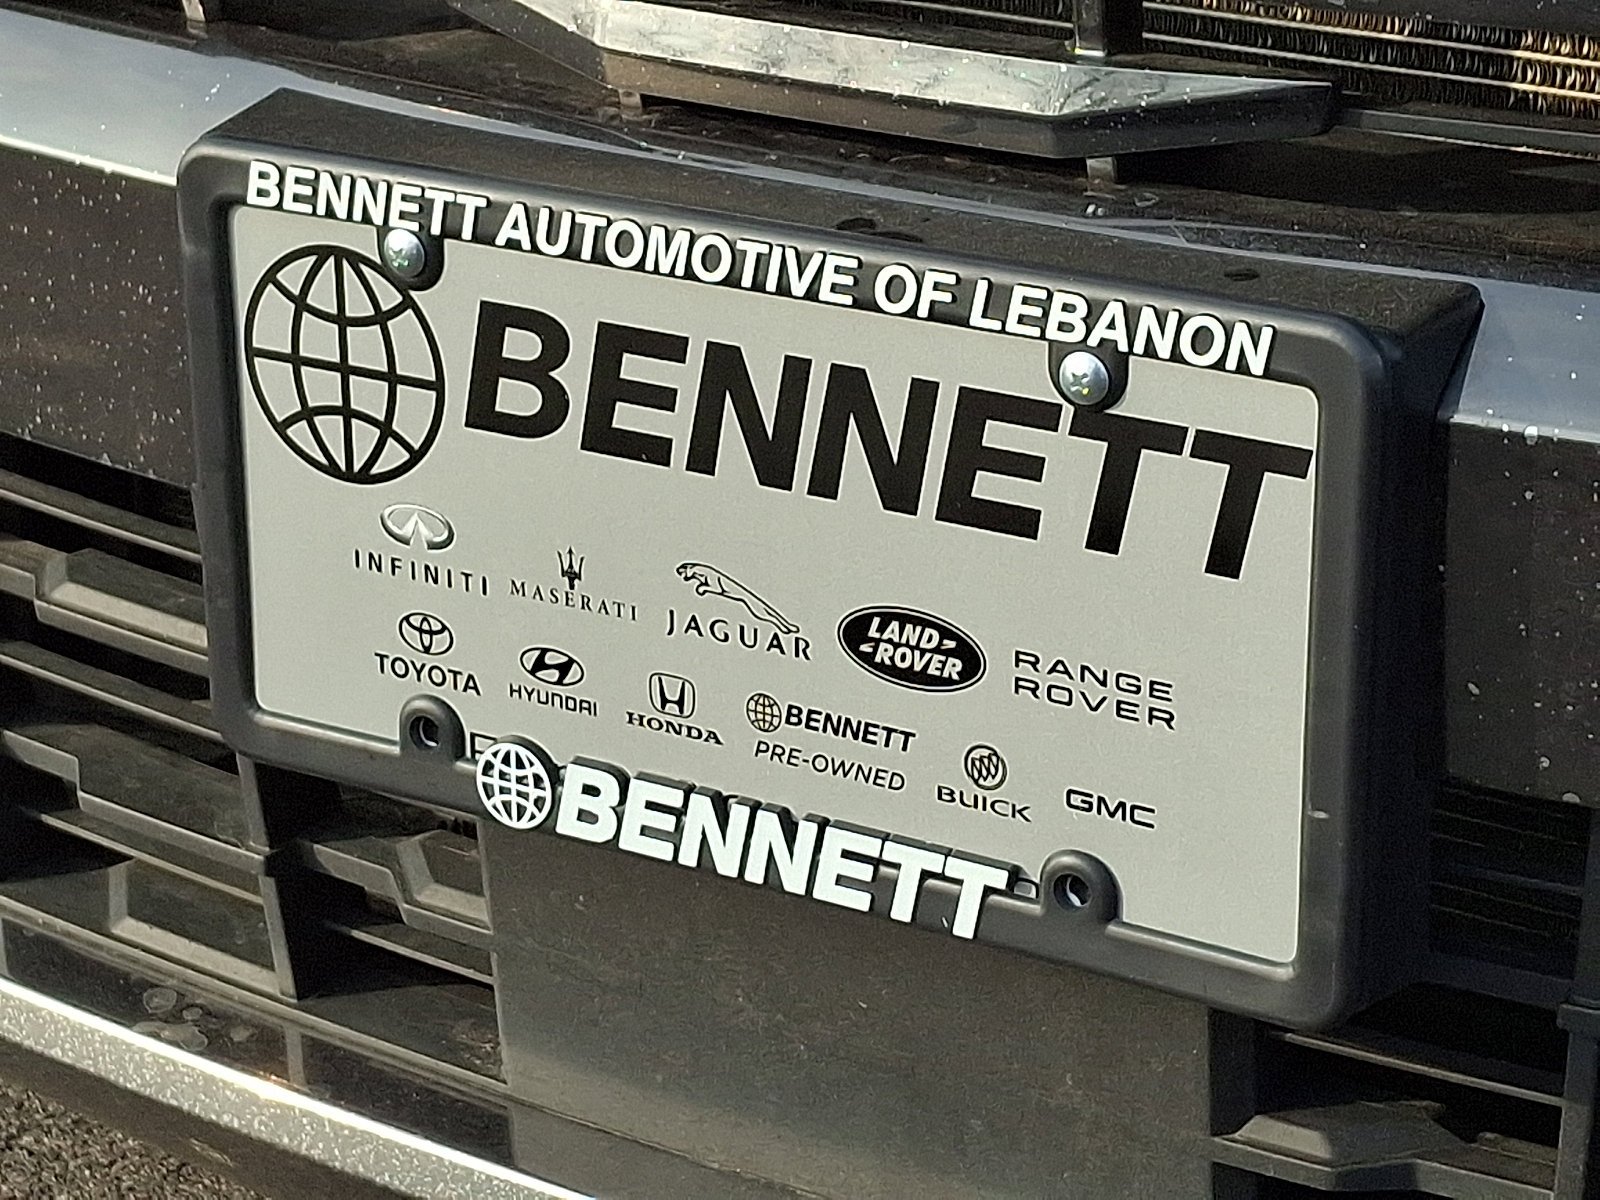 BENNETT AUTOMOTIVE OF LEBANON
BENNETT
INFINITI
MASERATI
JAGUAR
LAND ROVER
RANGE ROVER
TOYOTA
HYUNDAI
HONDA
BENNETT
PRE-OWNED
BUICK
GMC
BENNETT